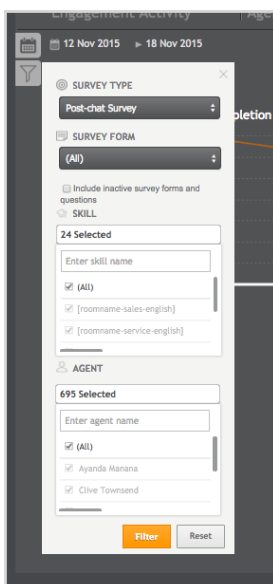 Engagement Activity Age
12 Nov 2015 ▸ 18 Nov 2015
SURVEY TYPE
Post-chat Survey
pletion
SURVEY FORM
(All)
Include inactive survey forms and
questions
SKILL
24 Selected
Enter skill name
(All)
[roomname-sales-english]
[roomname-service-english]
AGENT
695 Selected
Enter agent name
(All)
Ayanda Manana
Clive Townsend
Filter Reset